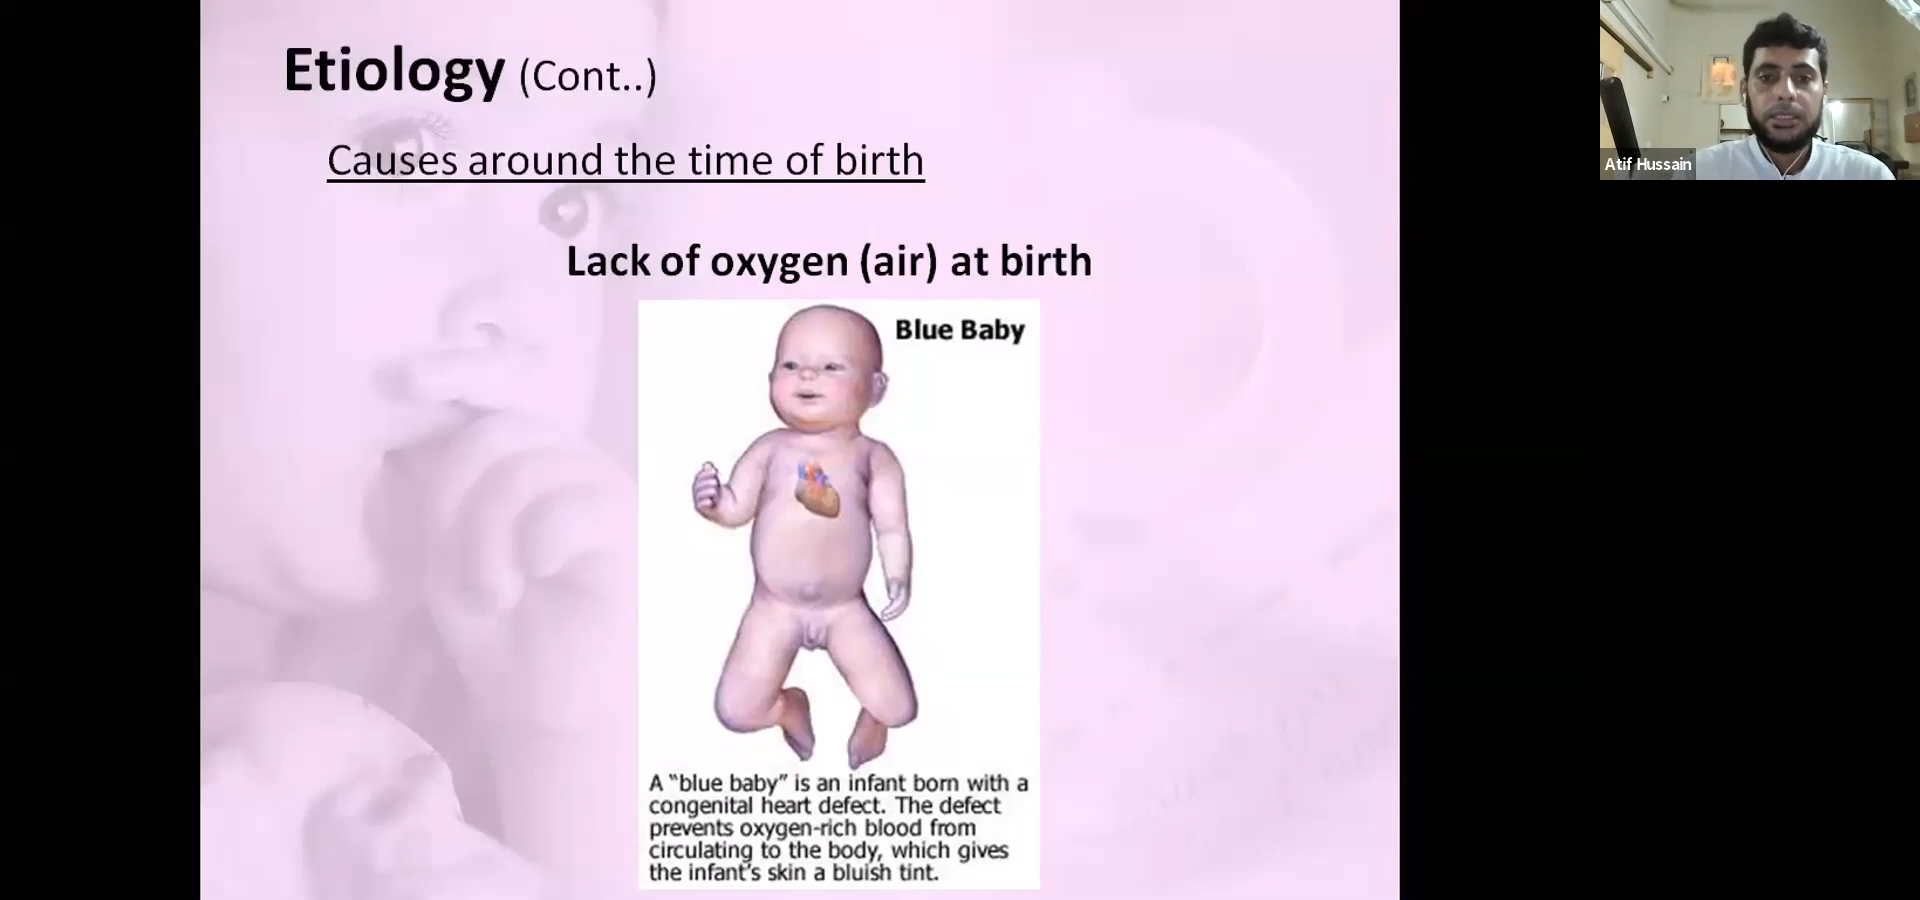 Etiology (Cont..)
Causes around the time of birth
Lack of oxygen (air) at birth
Blue Baby
A “blue baby” is an infant born with a
congenital heart defect. The defect
prevents oxygen-rich blood from
circulating to the body, which gives
the infant’s skin a bluish tint.
Atif Hussain